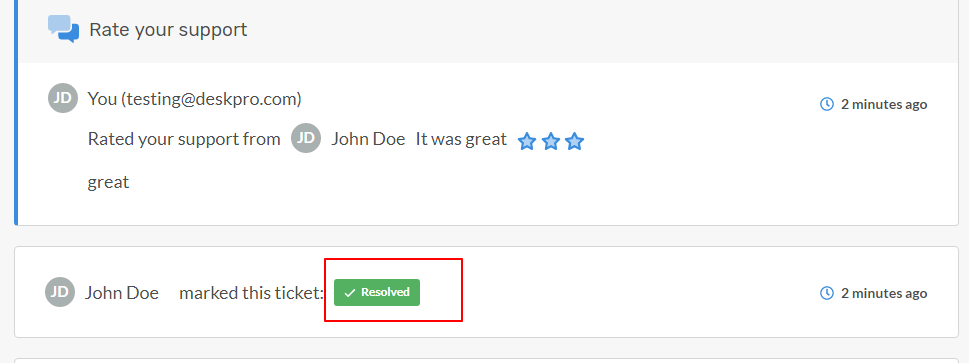 Rate your support
JD You (testing@deskpro.com) 2 minutes ago
Rated your support from JD John Doe It was great
great
JD John Doe marked this ticket: Resolved 2 minutes ago